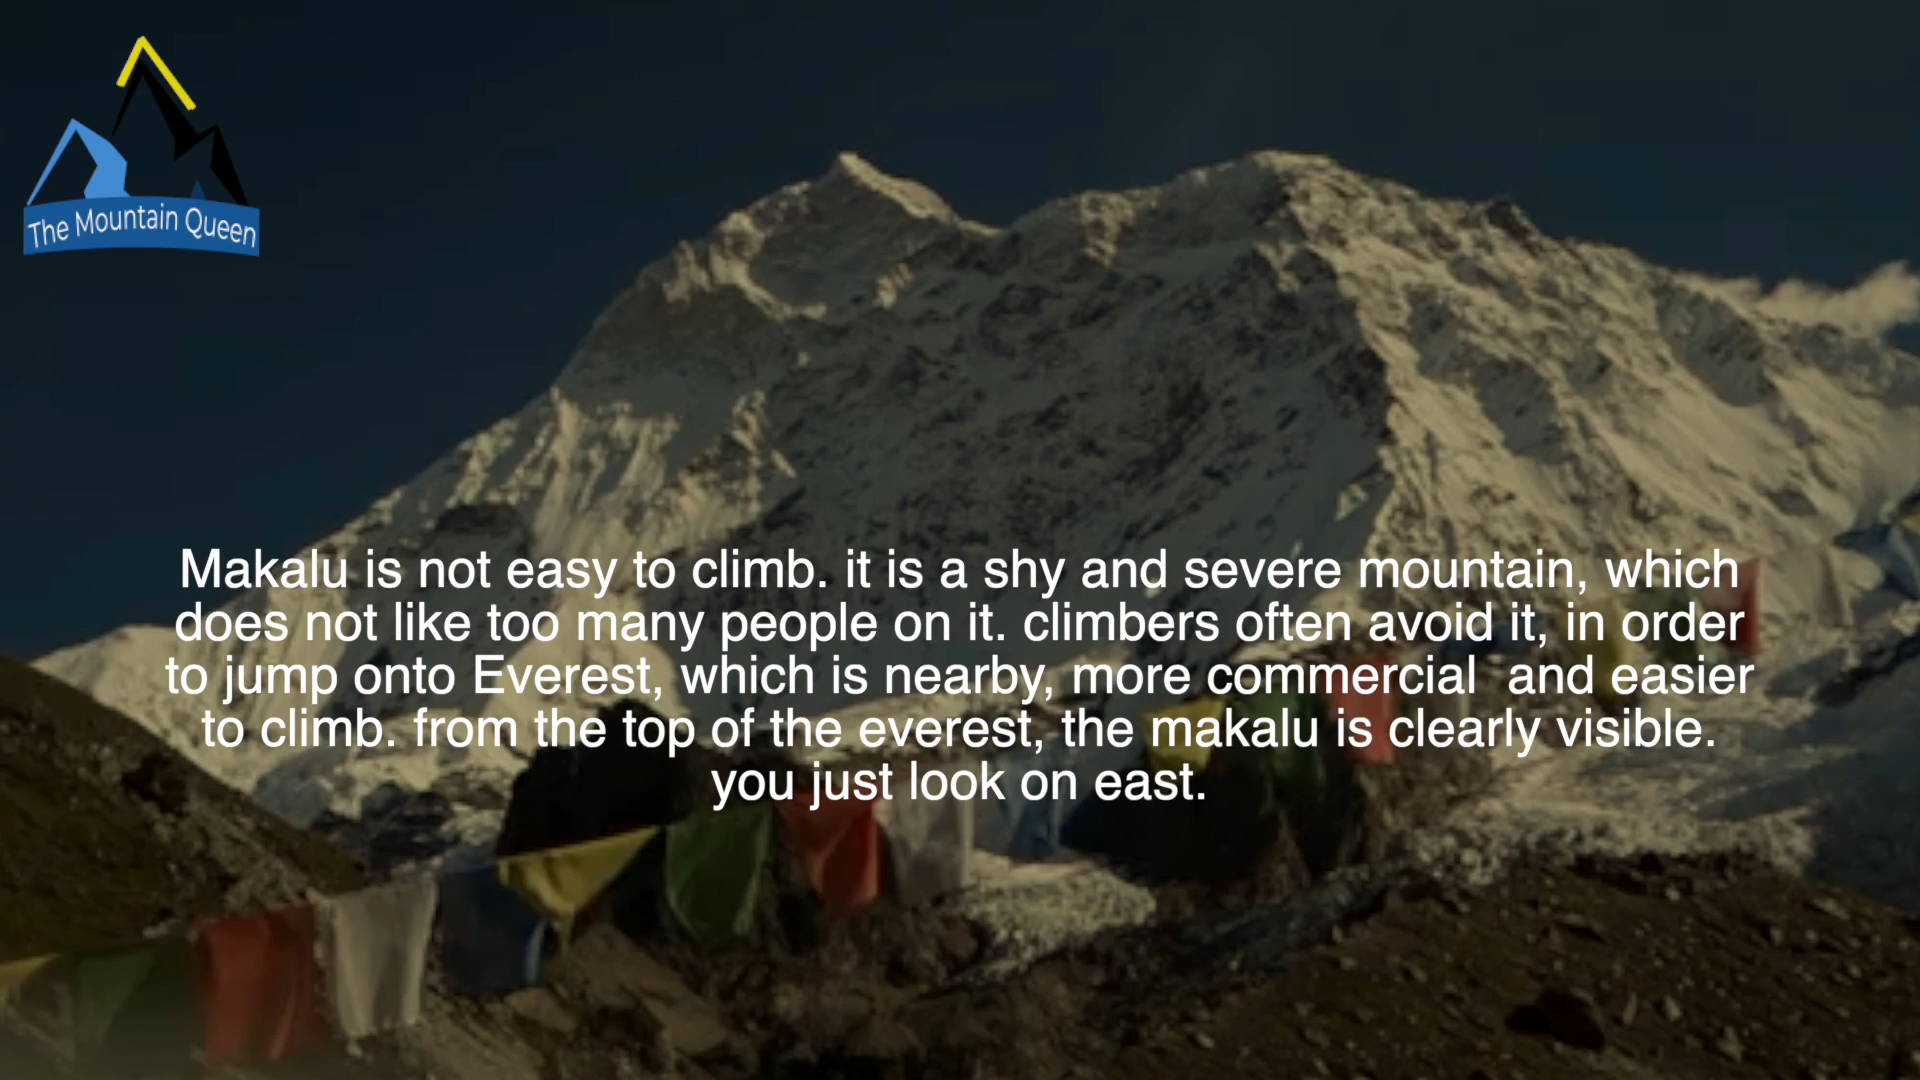 The Mountain Queen
Makalu is not easy to climb. it is a shy and severe mountain, which
does not like too many people on it. climbers often avoid it, in order
to jump onto Everest, which is nearby, more commercial  and easier
to climb. from the top of the everest, the makalu is clearly visible.
you just look on east.